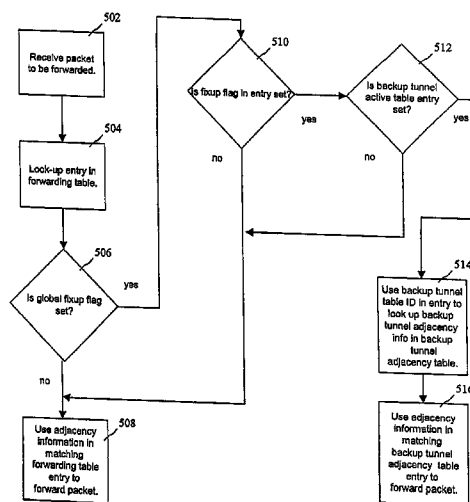 502
Receive packet
to be forwarded.
504
Look-up entry in
forwarding table.
506
Is global fixup flag
set?
yes
no
508
Use adjacency
information in
matching
forwarding table
entry to
forward packet.
510
Is fixup flag in entry set?
yes
no
512
Is backup tunnel
active table entry
set?
yes
no
514
Use backup tunnel
table ID in entry to
look up backup
tunnel adjacency
info in backup
tunnel
adjacency table.
516
Use adjacency
information in
matching
backup tunnel
adjacency table
entry to
forward packet.